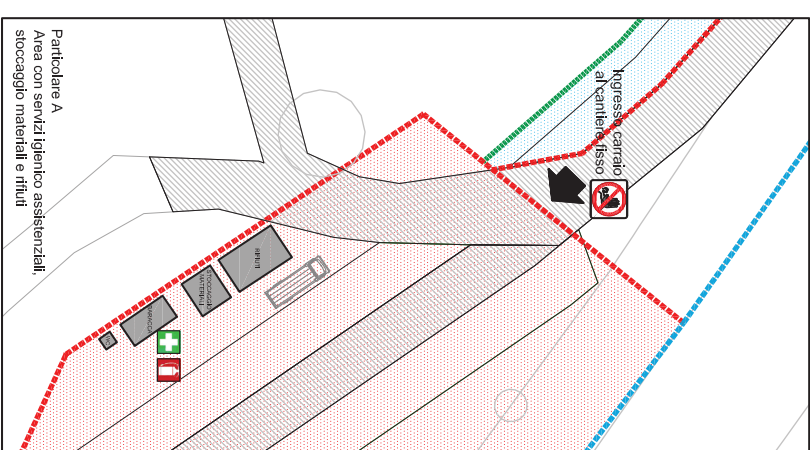 Particolare A
Area con servizi igienico assistenziali,
stoccaggio materiali e rifiuti
Ingresso carraio
al cantiere fisso
RIFIUTI
STOCCAGGIO
MATERIALI
BARACCA